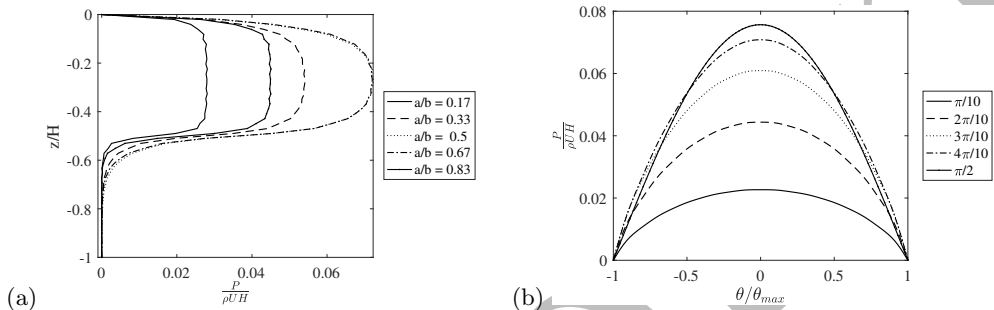 (a)
z/H
0
-0.2
-0.4
-0.6
-0.8
-1
0 0.02 0.04 0.06
P
ρUH
a/b = 0.17
a/b = 0.33
a/b = 0.5
a/b = 0.67
a/b = 0.83
(b)
P
ρUH
0.08
0.06
0.04
0.02
0
-1 -0.5 0 0.5 1
θ/θmax
π/10
2π/10
3π/10
4π/10
π/2